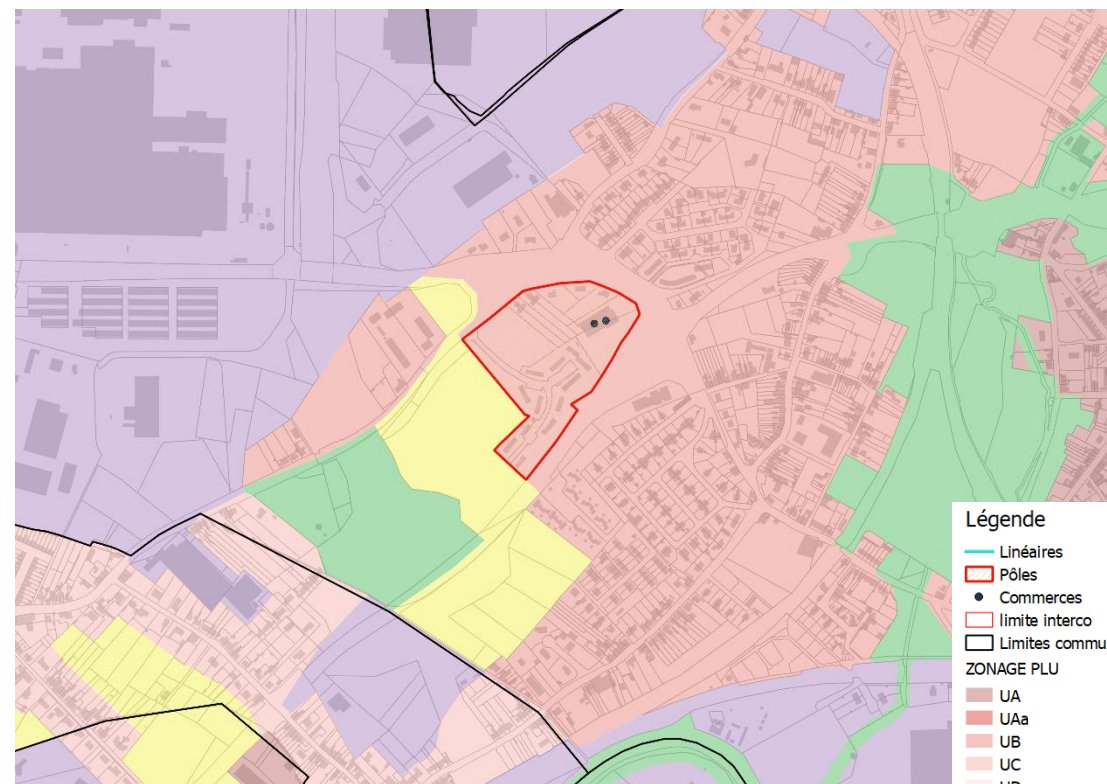 Légende
Linéaires
Pôles
Commerces
limite interco
Limites commu
ZONAGE PLU
UA
UAa
UB
UC